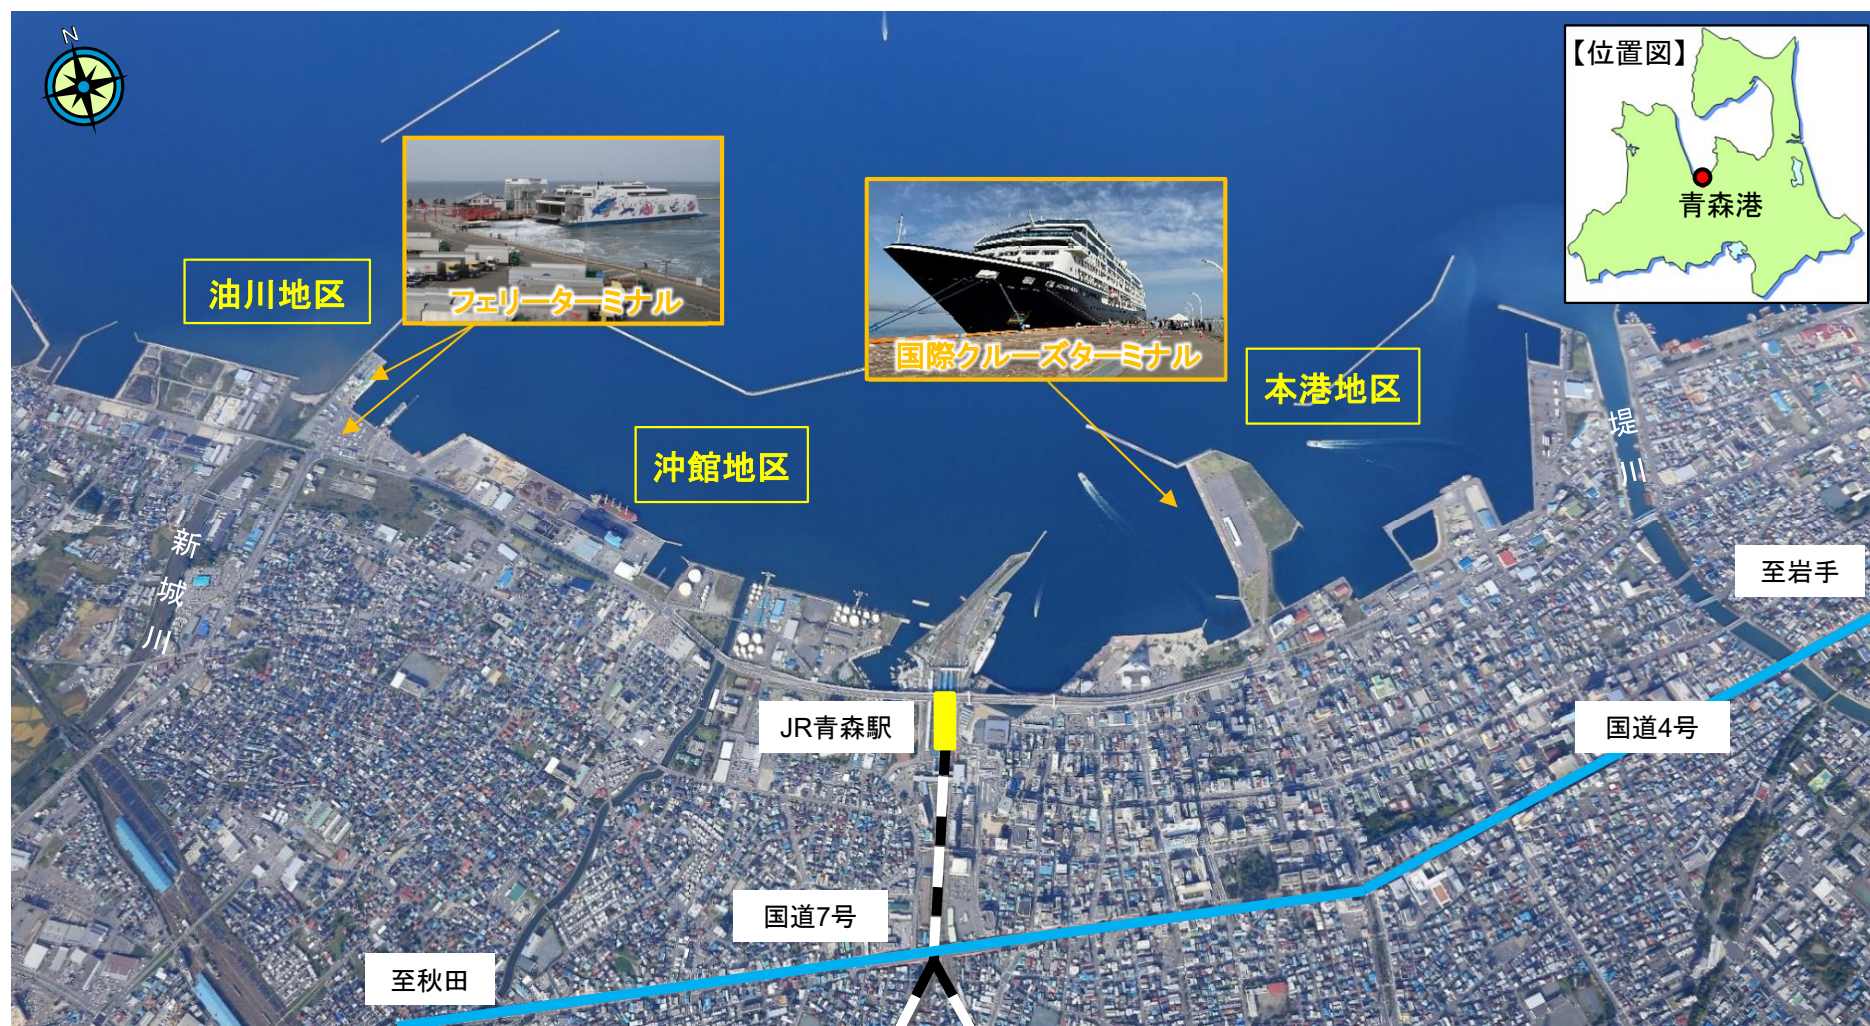 N
【位置図】
青森港
油川地区
フェリーターミナル
国際クルーズターミナル
本港地区
沖館地区
堤川
新城川
至岩手
JR青森駅
国道4号
国道7号
至秋田